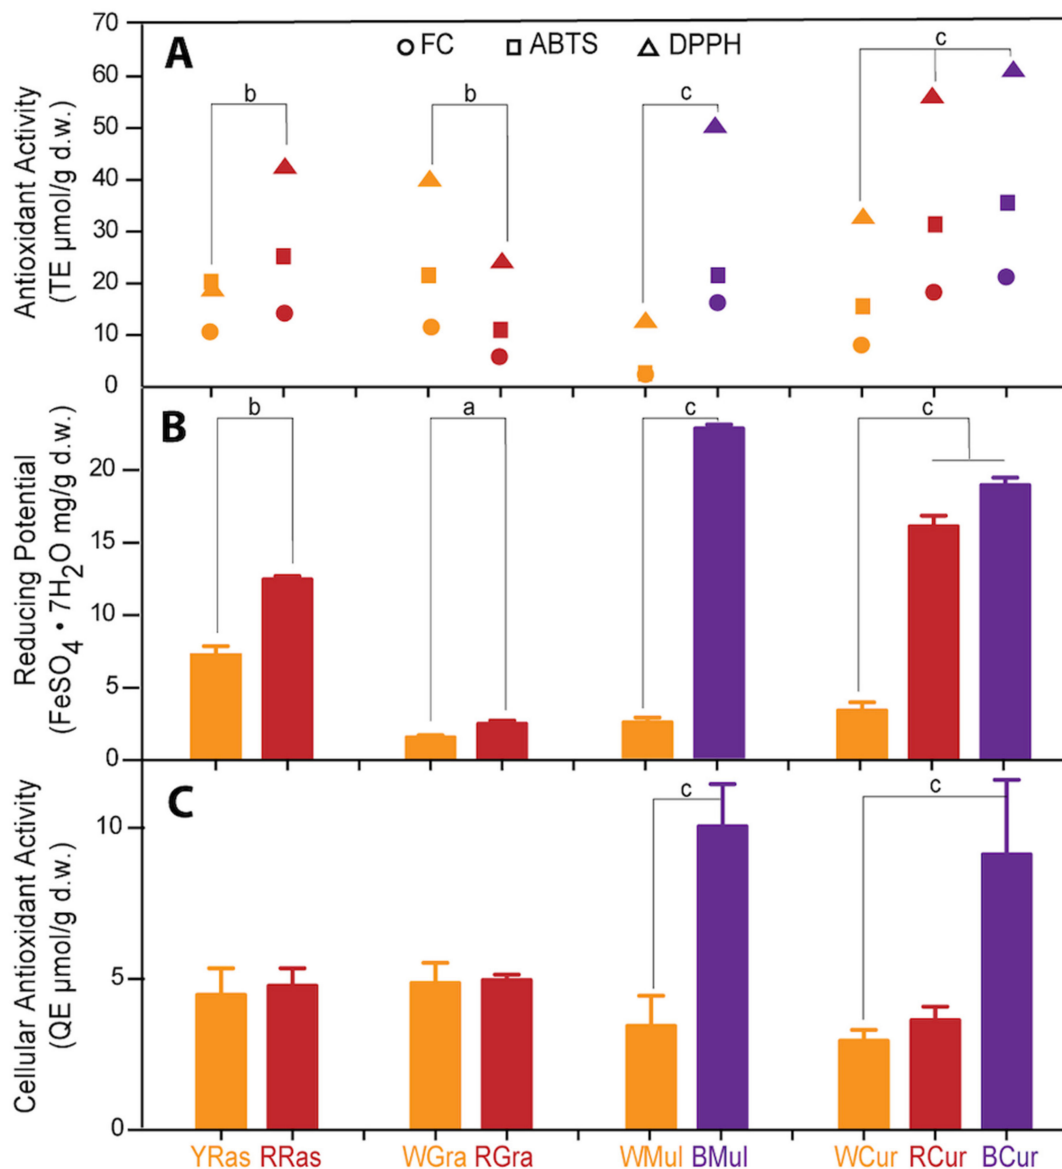 A
○ FC □ ABTS △ DPPH
Antioxidant Activity
(TE µmol/g d.w.)
70
60
50
40
30
20
10
0
b
b
c
c
B
Reducing Potential
(FeSO₄ • 7H₂O mg/g d.w.)
20
15
10
5
0
b
a
c
c
C
Cellular Antioxidant Activity
(QE µmol/g d.w.)
10
5
0
c
c
YRas RRas WGra RGra WMul BMul WCur RCur BCur